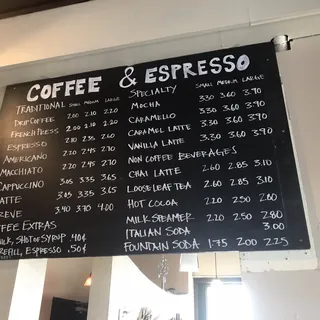 COFFEE & ESPRESSO
TRADITIONAL SMALL MEDIUM LARGE
DRIP COFFEE 2.00 2.10 2.20
FRENCH PRESS 2.00 2.10 2.20
ESPRESSO 2.10 2.35 2.70
AMERICANO 2.10 2.45 2.70
MACCHIATO 2.20 2.45 2.70
CAPPUCCINO 3.05 3.35 3.65
LATTE 3.05 3.35 3.65
BREVE 3.40 3.70 4.00
COFFEE EXTRAS
MILK, SHOT OF SYRUP .40¢
REFILL, ESPRESSO .50¢
SPECIALTY SMALL MEDIUM LARGE
MOCHA 3.30 3.60 3.90
CARAMELLO 3.30 3.60 3.90
CARAMEL LATTE 3.30 3.60 3.90
VANILLA LATTE 3.30 3.60 3.90
NON COFFEE BEVERAGES
CHAI LATTE 2.60 2.85 3.10
LOOSE LEAF TEA 2.60 2.85 3.10
HOT COCOA 2.20 2.50 2.80
MILK STEAMER 2.20 2.50 2.80
ITALIAN SODA 3.00
FOUNTAIN SODA 1.75 2.00 2.25